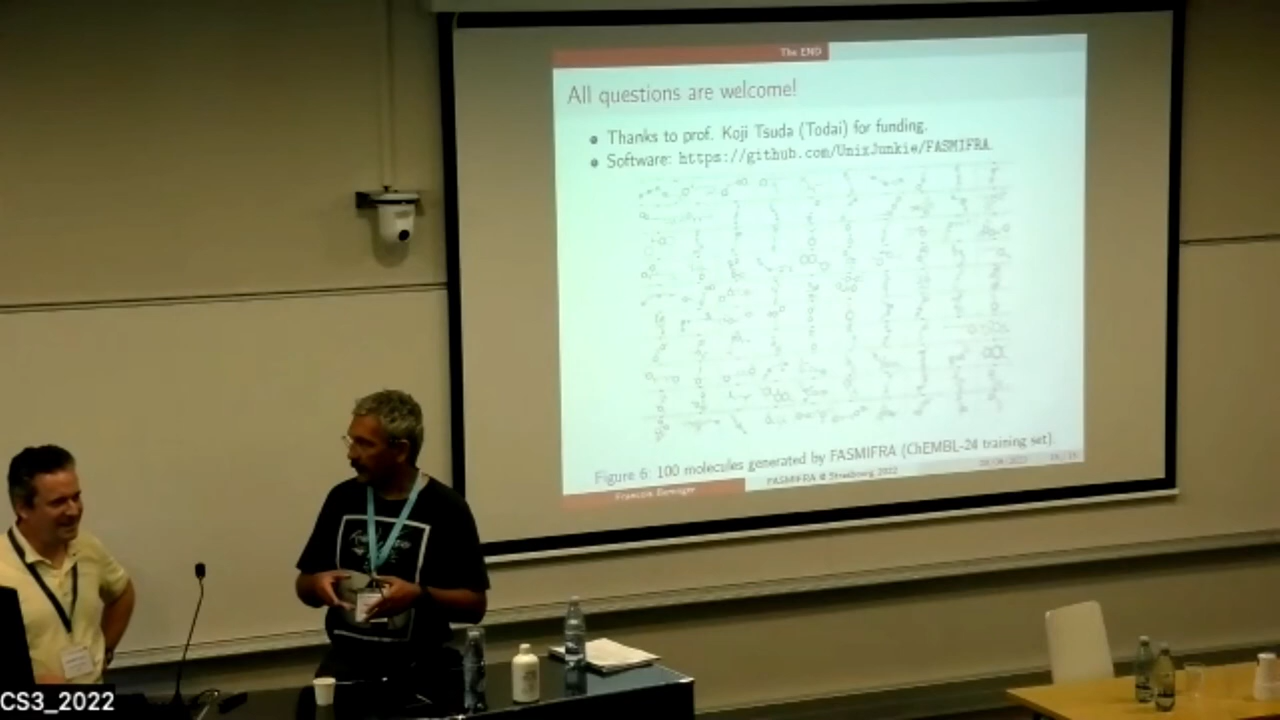 The END
All questions are welcome!
Thanks to prof. Koji Tsuda (Todai) for funding.
Software: https://github.com/UnixJunkie/FASMIFRA.
Figure 6: 100 molecules generated by FASMIFRA (ChEMBL-24 training set).
FASMIFRA @ Strasbourg 2022
CS3_2022